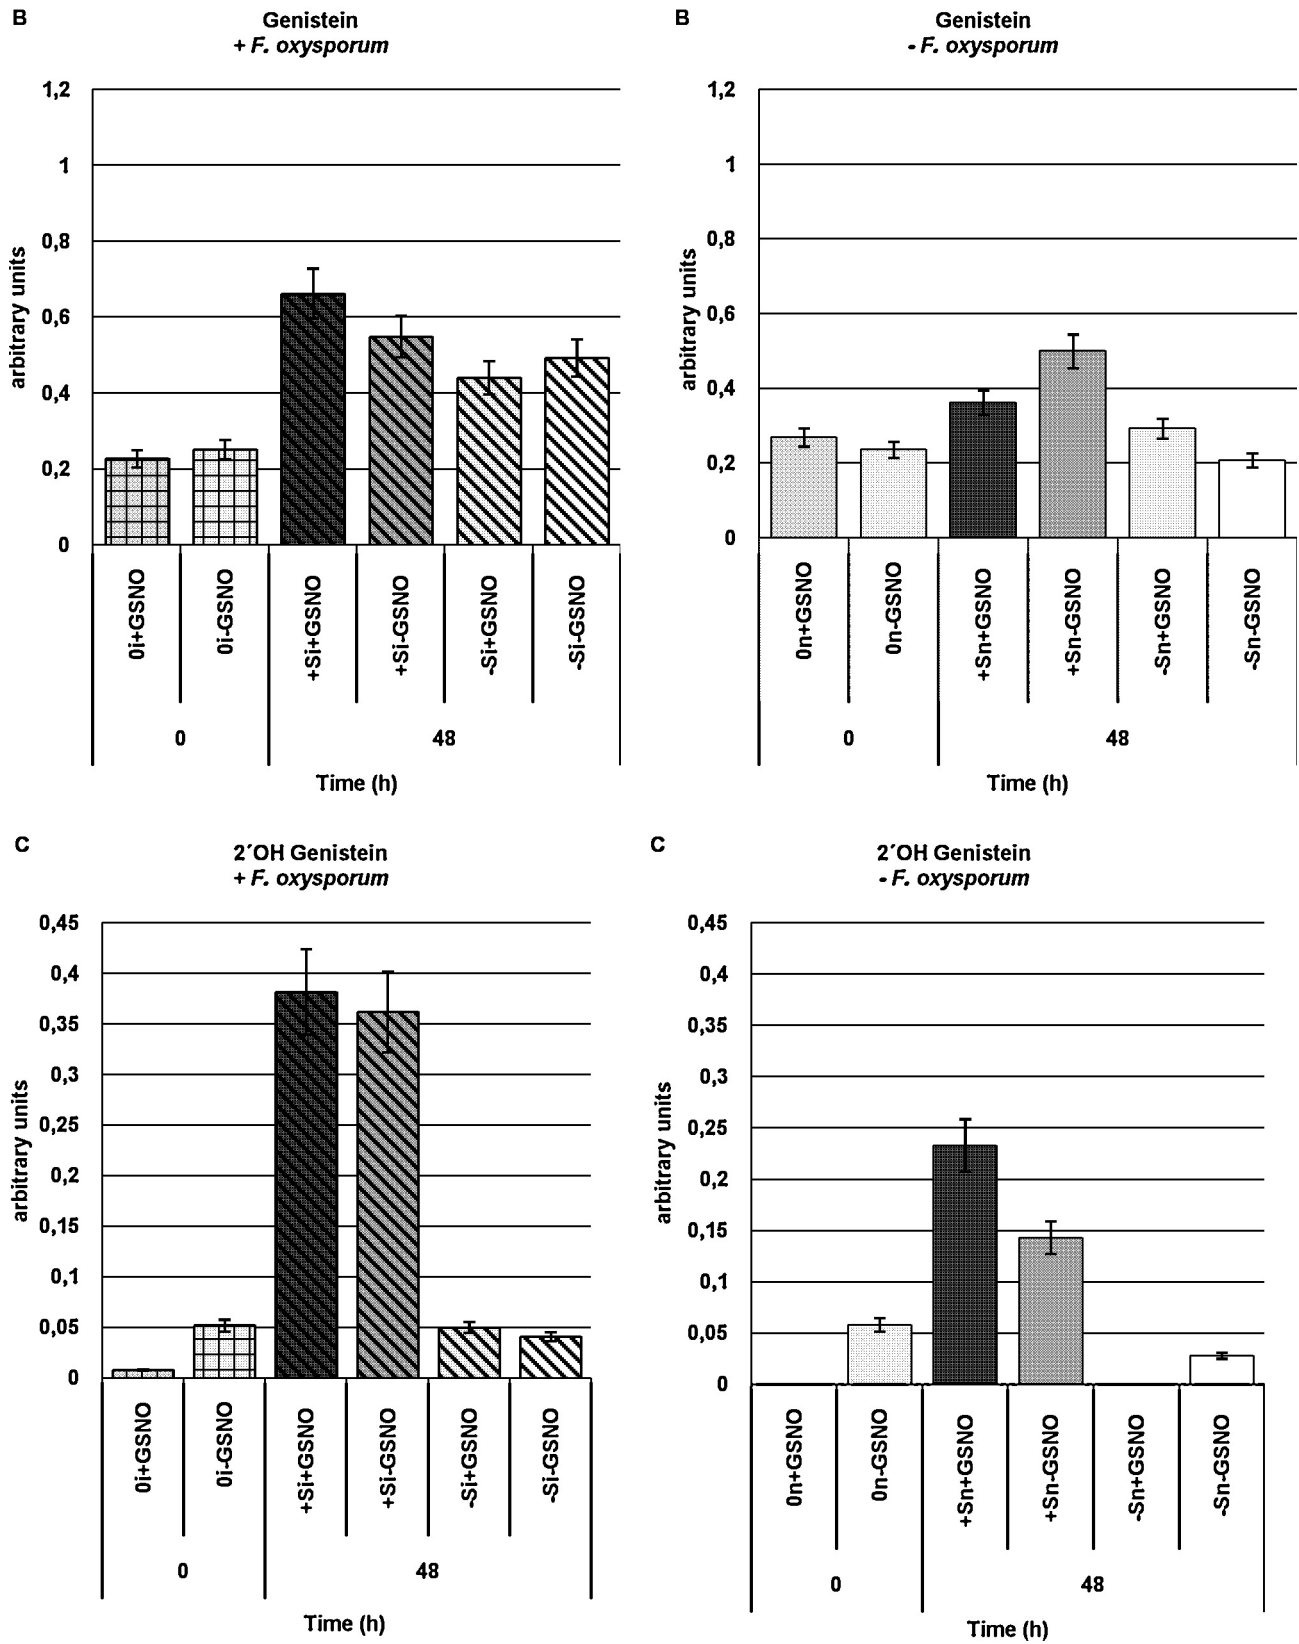 B
Genistein
+ F. oxysporum
1,2
1
0,8
0,6
0,4
0,2
0
arbitrary units
0i+GSNO
0i-GSNO
+Si+GSNO
+Si-GSNO
-Si+GSNO
-Si-GSNO
0
48
Time (h)
B
Genistein
- F. oxysporum
1,2
1
0,8
0,6
0,4
0,2
0
arbitrary units
0n+GSNO
0n-GSNO
+Sn+GSNO
+Sn-GSNO
-Sn+GSNO
-Sn-GSNO
0
48
Time (h)
C
2´OH Genistein
+ F. oxysporum
0,45
0,4
0,35
0,3
0,25
0,2
0,15
0,1
0,05
0
arbitrary units
0i+GSNO
0i-GSNO
+Si+GSNO
+Si-GSNO
-Si+GSNO
-Si-GSNO
0
48
Time (h)
C
2´OH Genistein
- F. oxysporum
0,45
0,4
0,35
0,3
0,25
0,2
0,15
0,1
0,05
0
arbitrary units
0n+GSNO
0n-GSNO
+Sn+GSNO
+Sn-GSNO
-Sn+GSNO
-Sn-GSNO
0
48
Time (h)